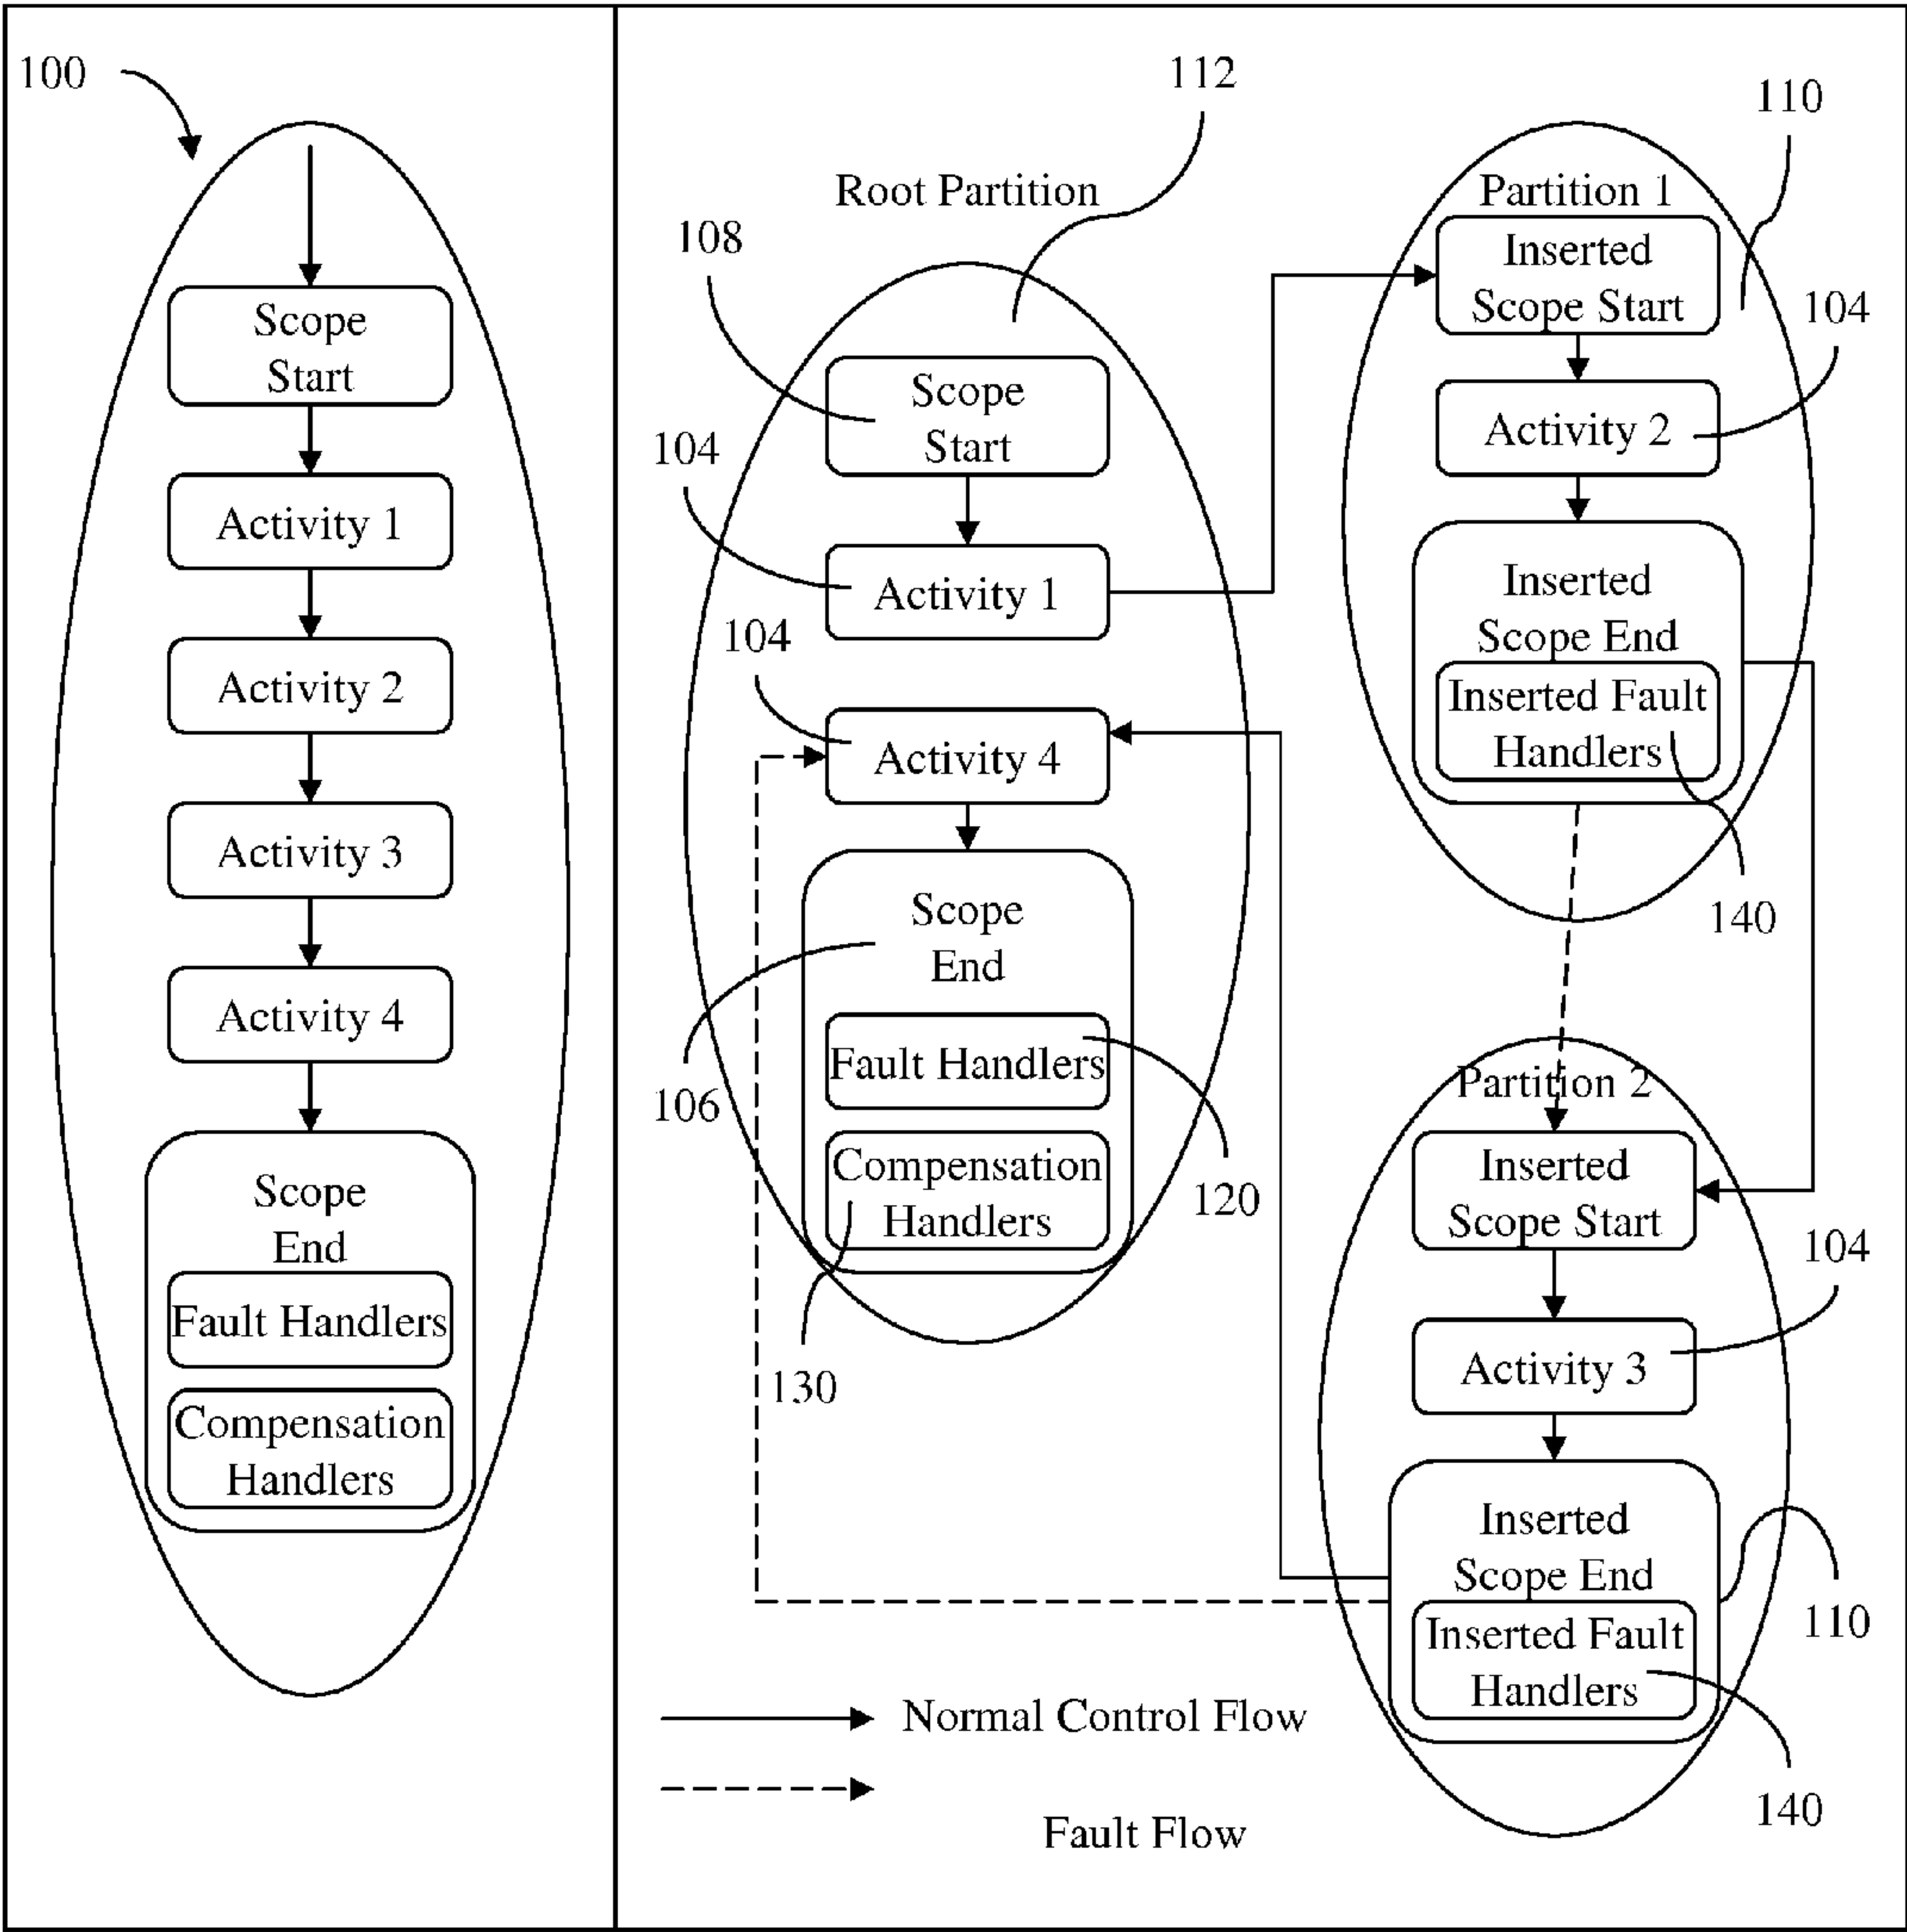 100
Scope
Start
Activity 1
Activity 2
Activity 3
Activity 4
Scope
End
Fault Handlers
Compensation
Handlers
112
Root Partition
108
Scope
Start
104
Activity 1
104
Activity 4
Scope
End
106
Fault Handlers
120
Compensation
Handlers
130
110
Partition 1
Inserted
Scope Start
104
Activity 2
Inserted
Scope End
Inserted Fault
Handlers
140
Partition 2
Inserted
Scope Start
104
Activity 3
Inserted
Scope End
110
Inserted Fault
Handlers
140
Normal Control Flow
Fault Flow